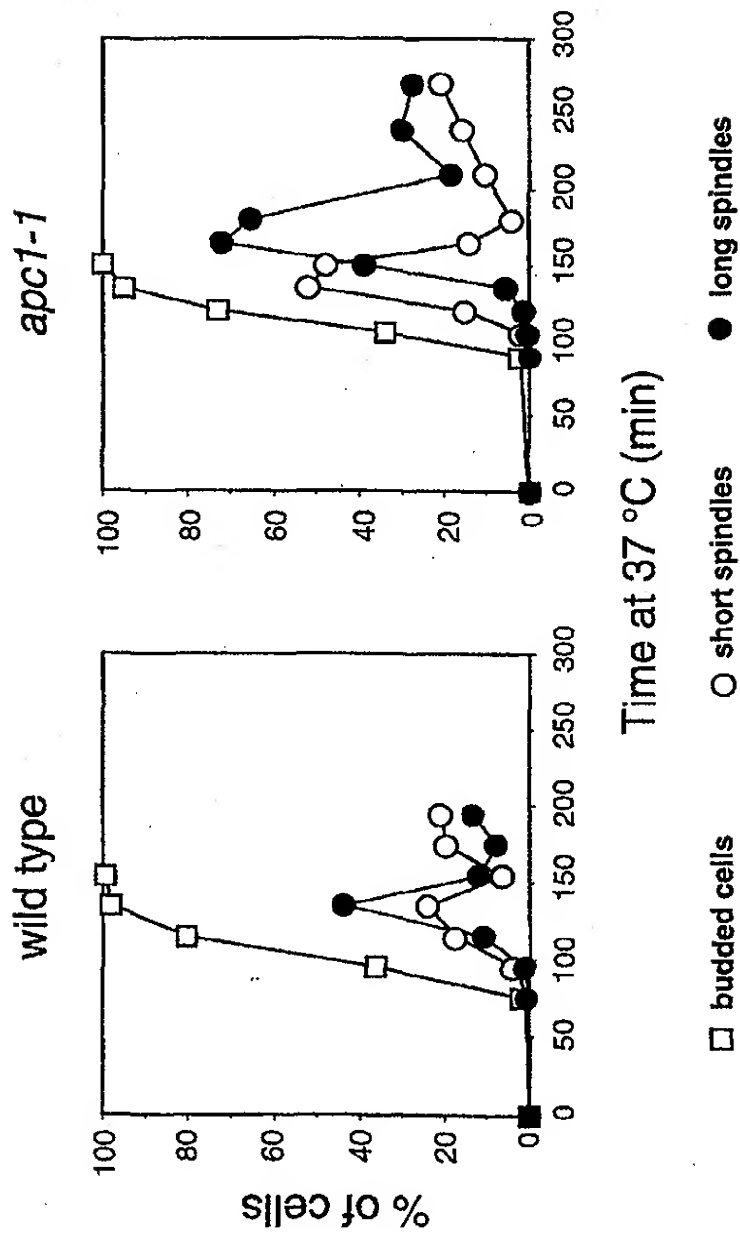 wild type
apc1-1
% of cells
100
80
60
40
20
0
0 50 100 150 200 250 300
100
80
60
40
20
0
0 50 100 150 200 250 300
Time at 37 °C (min)
budded cells
short spindles
long spindles